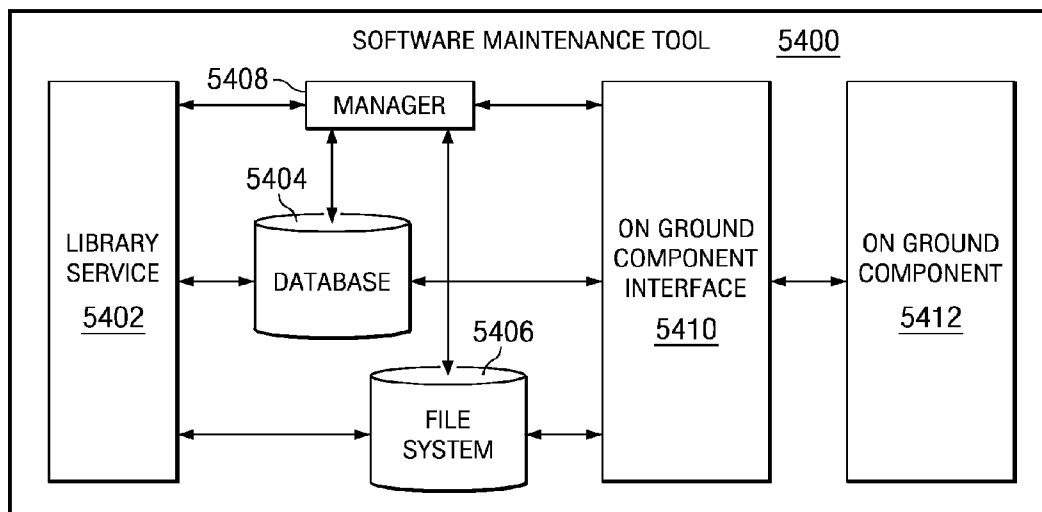 SOFTWARE MAINTENANCE TOOL 5400
5408
MANAGER
5404
LIBRARY
SERVICE
5402
DATABASE
ON GROUND
COMPONENT
INTERFACE
5410
ON GROUND
COMPONENT
5412
5406
FILE
SYSTEM